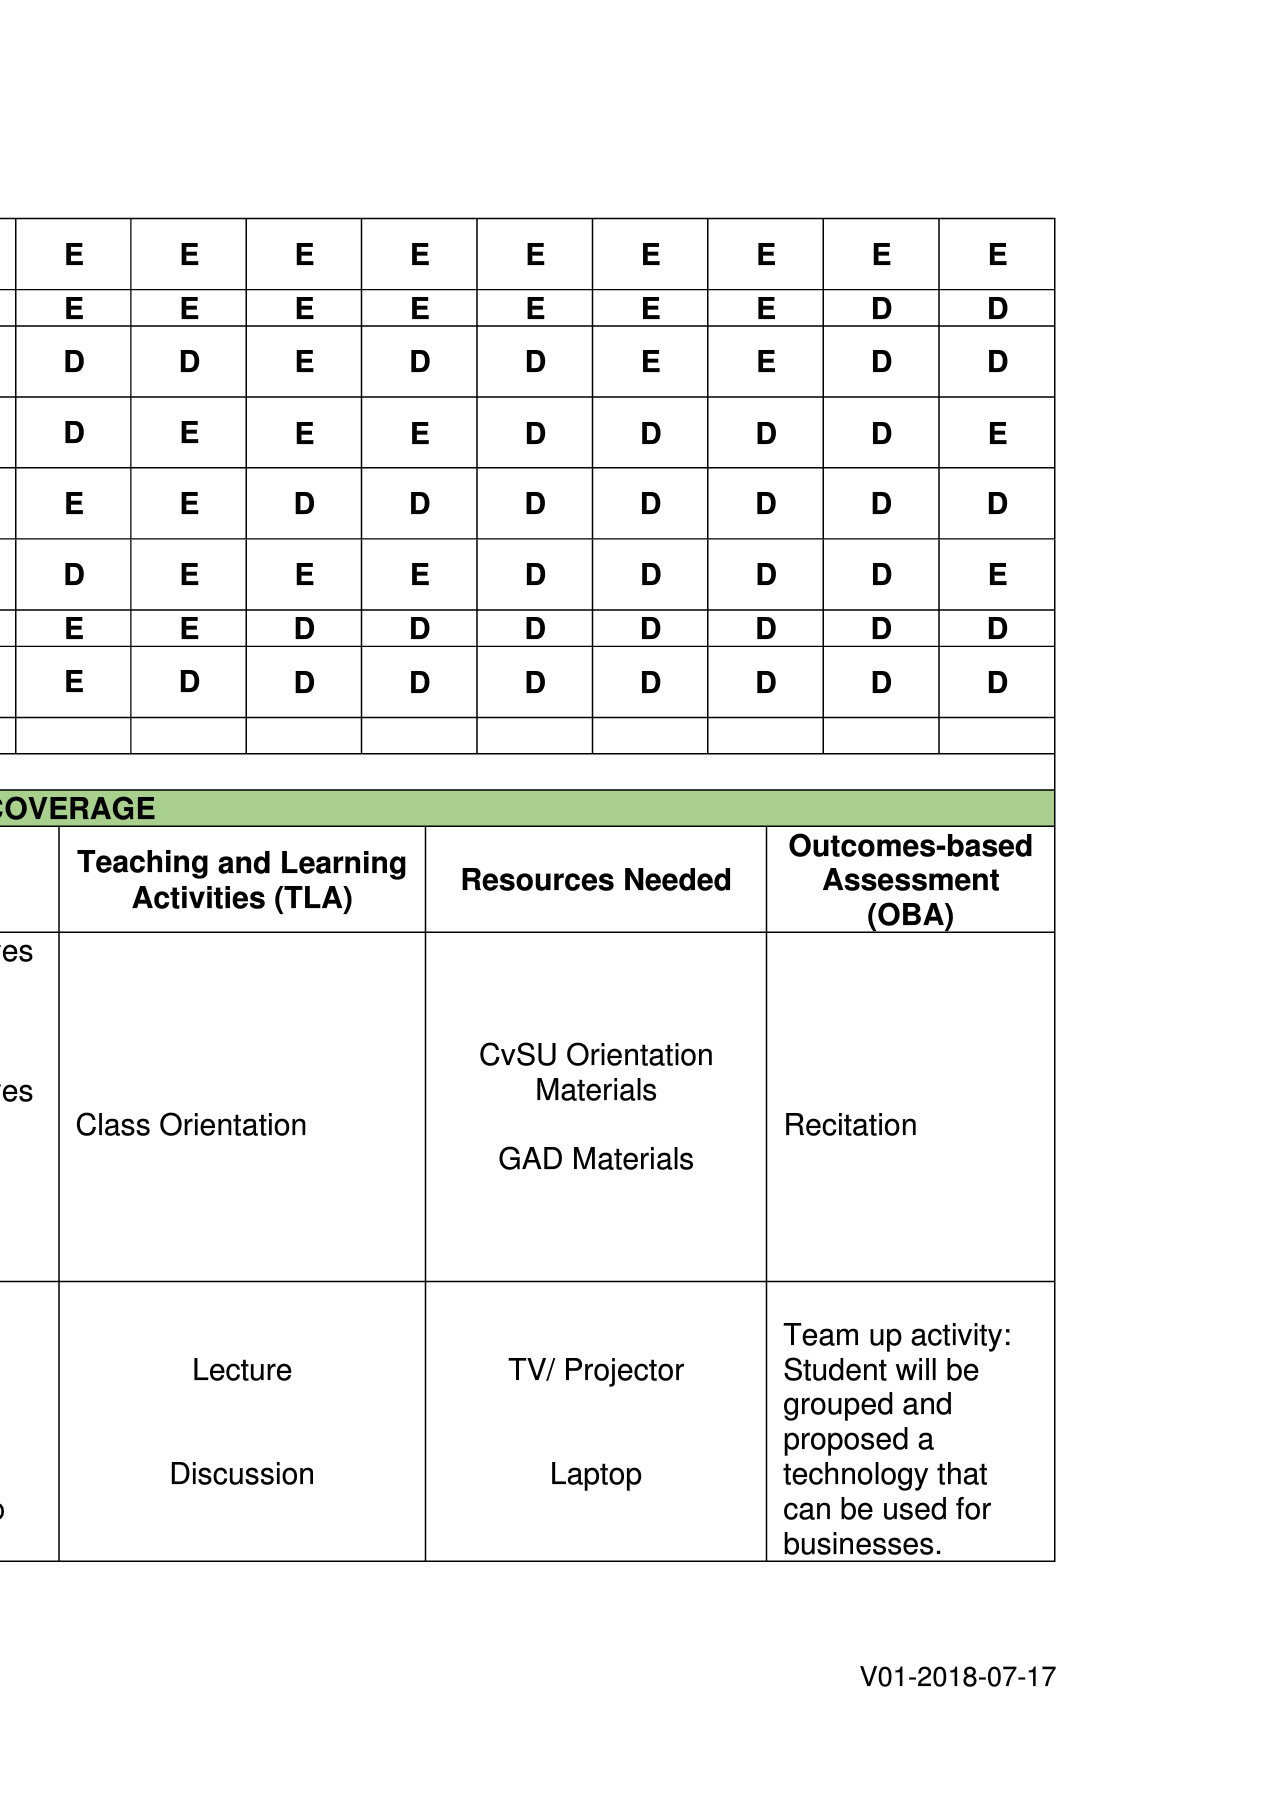 E E E E E E E E E
E E E E E E E D D
D D E D D E E D D
D E E E D D D D E
E E D D D D D D D
D E E E D D D D E
E E D D D D D D D
E D D D D D D D D
COVERAGE
Teaching and Learning
Activities (TLA)
Resources Needed
Outcomes-based
Assessment
(OBA)
Class Orientation
CvSU Orientation
Materials
GAD Materials
Recitation
Lecture
Discussion
TV/ Projector
Laptop
Team up activity:
Student will be
grouped and
proposed a
technology that
can be used for
businesses.
V01-2018-07-17